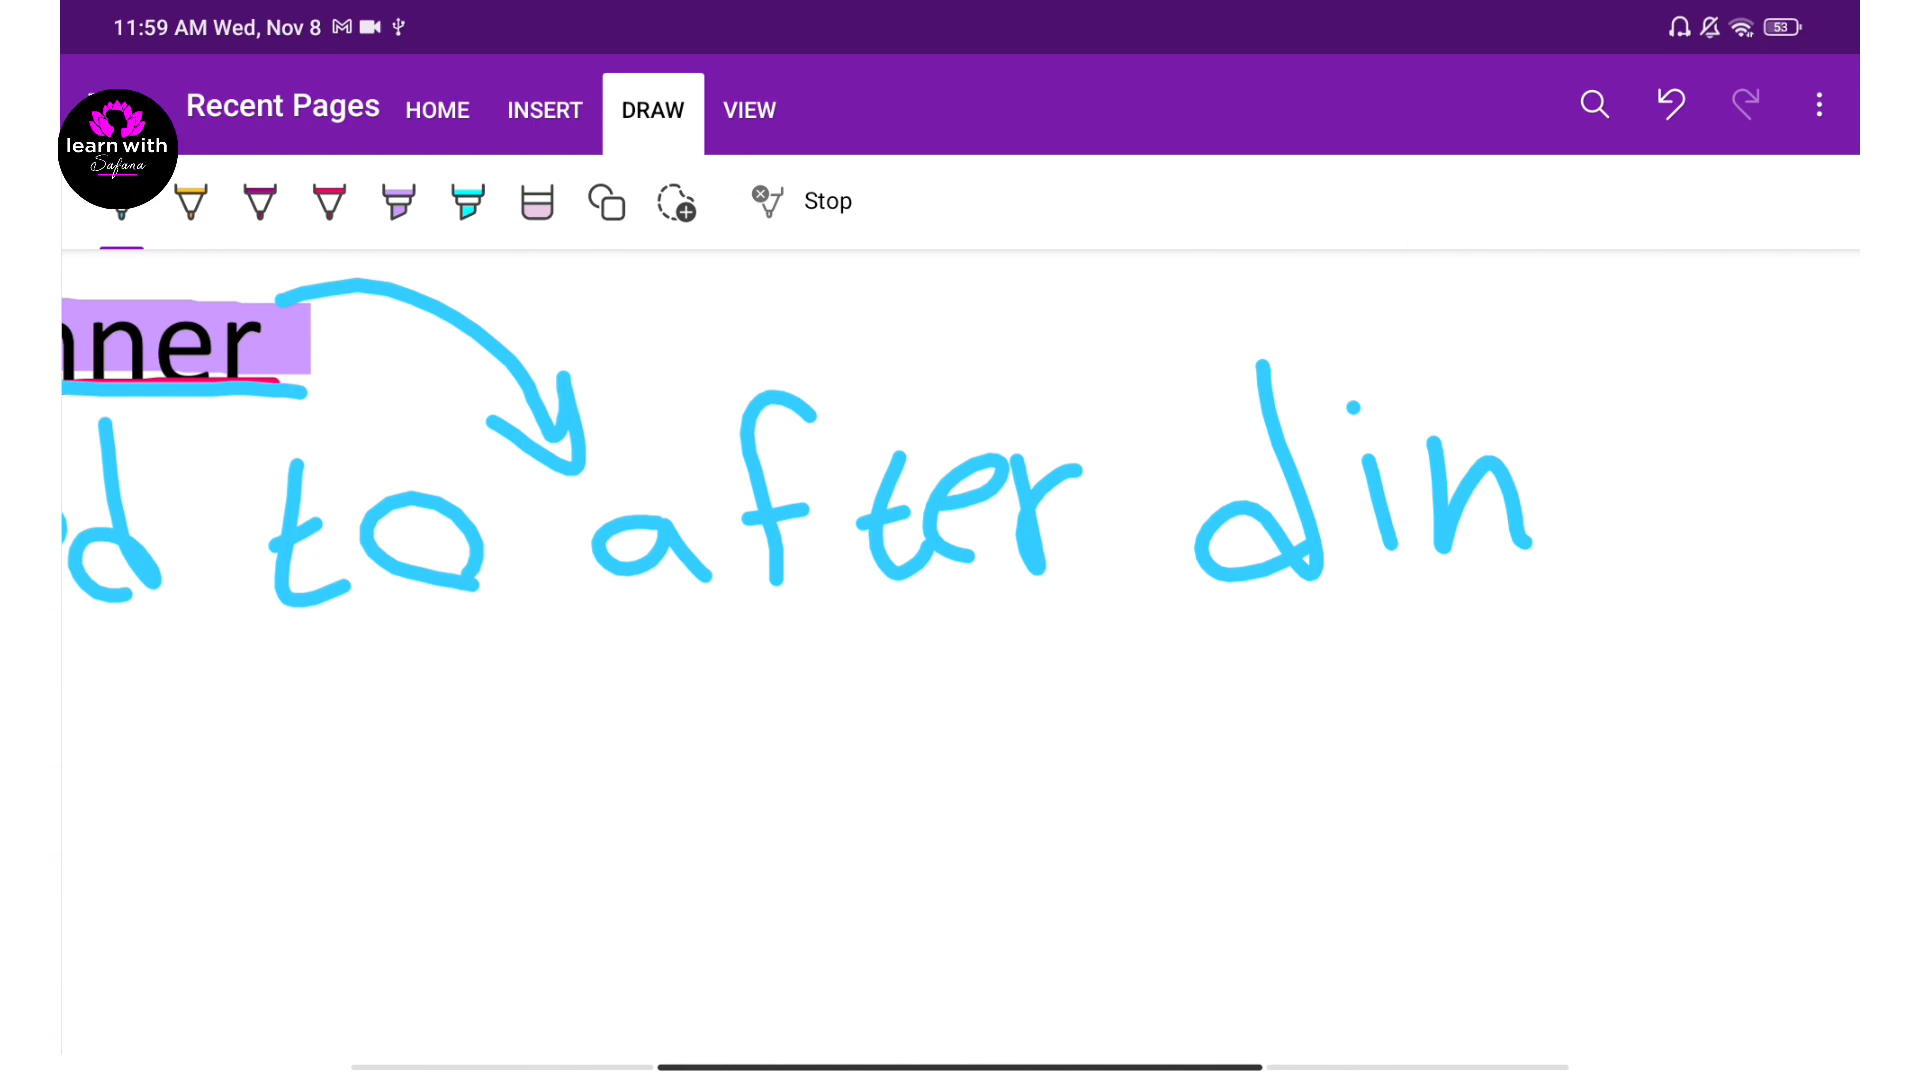 11:59 AM Wed, Nov 8
53
learn with
Safana
Recent Pages HOME INSERT DRAW VIEW
Stop
nner
d to after din